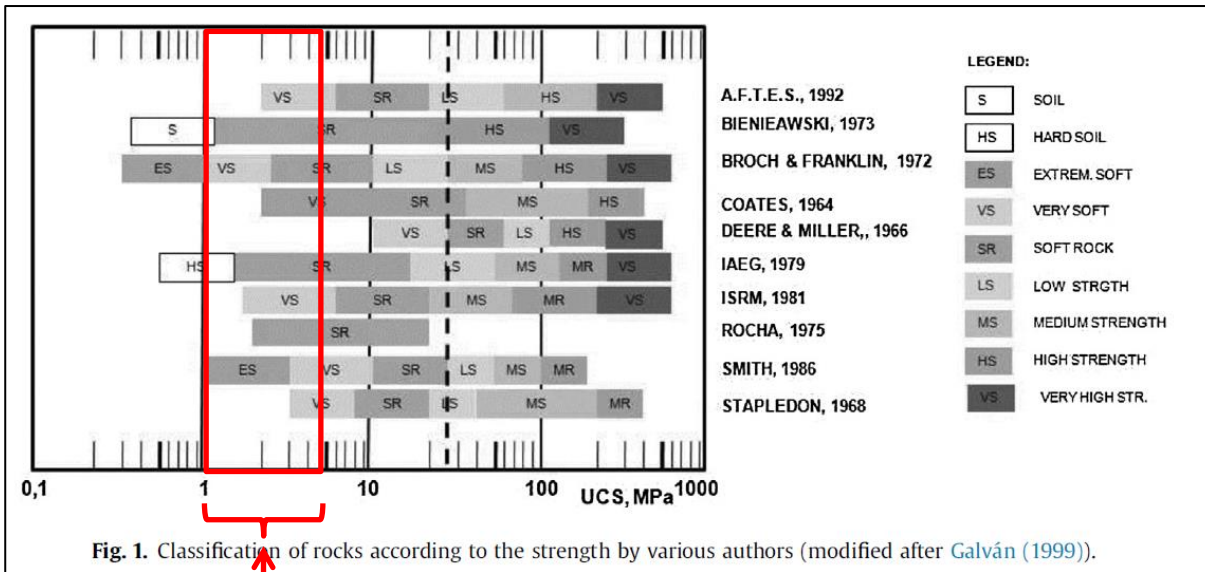 LEGEND:
VS SR LS HS VS A.F.T.E.S., 1992 S SOIL
S SR HS VS BIENIEAWSKI, 1973 HS HARD SOIL
ES VS SR LS MS HS VS BROCH & FRANKLIN, 1972 ES EXTREM. SOFT
VS SR MS HS COATES, 1964 VS VERY SOFT
VS SR LS HS VS DEERE & MILLER,, 1966 SR SOFT ROCK
HS SR LS MS MR VS IAEG, 1979 LS LOW STRGTH
VS SR MS MR VS ISRM, 1981 MS MEDIUM STRENGTH
SR ROCHA, 1975 HS HIGH STRENGTH
ES VS SR LS MS MR SMITH, 1986 VS VERY HIGH STR.
VS SR LS MS MR STAPLEDON, 1968
0,1 1 10 UCS, MPa 100 1000
Fig. 1. Classification of rocks according to the strength by various authors (modified after Galván (1999)).